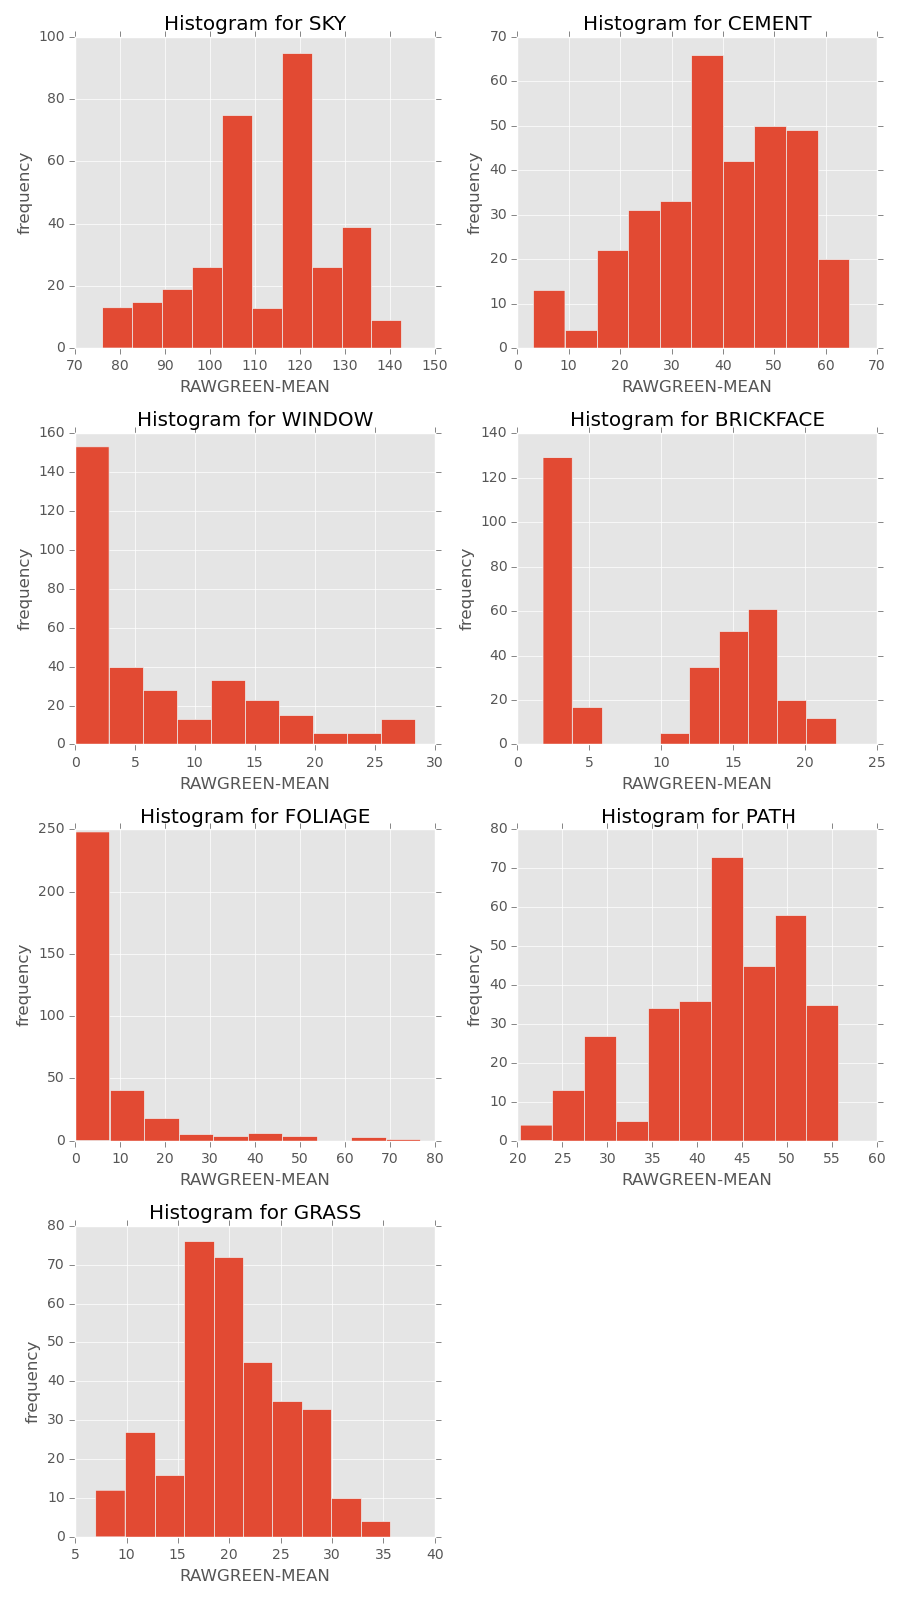 Histogram for SKY
100
80
60
40
20
0
frequency
70 80 90 100 110 120 130 140 150
RAWGREEN-MEAN
Histogram for CEMENT
70
60
50
40
30
20
10
0
frequency
0 10 20 30 40 50 60 70
RAWGREEN-MEAN
Histogram for WINDOW
160
140
120
100
80
60
40
20
0
frequency
0 5 10 15 20 25 30
RAWGREEN-MEAN
Histogram for BRICKFACE
140
120
100
80
60
40
20
0
frequency
0 5 10 15 20 25
RAWGREEN-MEAN
Histogram for FOLIAGE
250
200
150
100
50
0
frequency
0 10 20 30 40 50 60 70 80
RAWGREEN-MEAN
Histogram for PATH
80
70
60
50
40
30
20
10
0
frequency
20 25 30 35 40 45 50 55 60
RAWGREEN-MEAN
Histogram for GRASS
80
70
60
50
40
30
20
10
0
frequency
5 10 15 20 25 30 35 40
RAWGREEN-MEAN